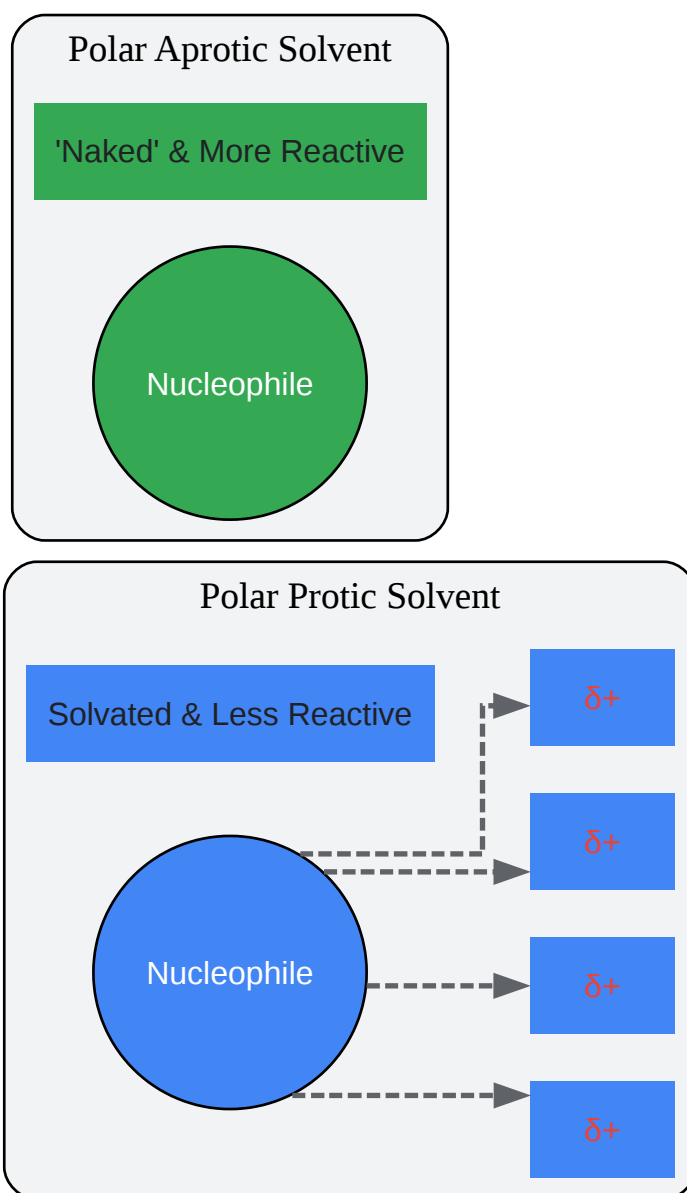 Polar Aprotic Solvent
'Naked' & More Reactive
Nucleophile
Polar Protic Solvent
Solvated & Less Reactive
δ+
δ+
Nucleophile
δ+
δ+